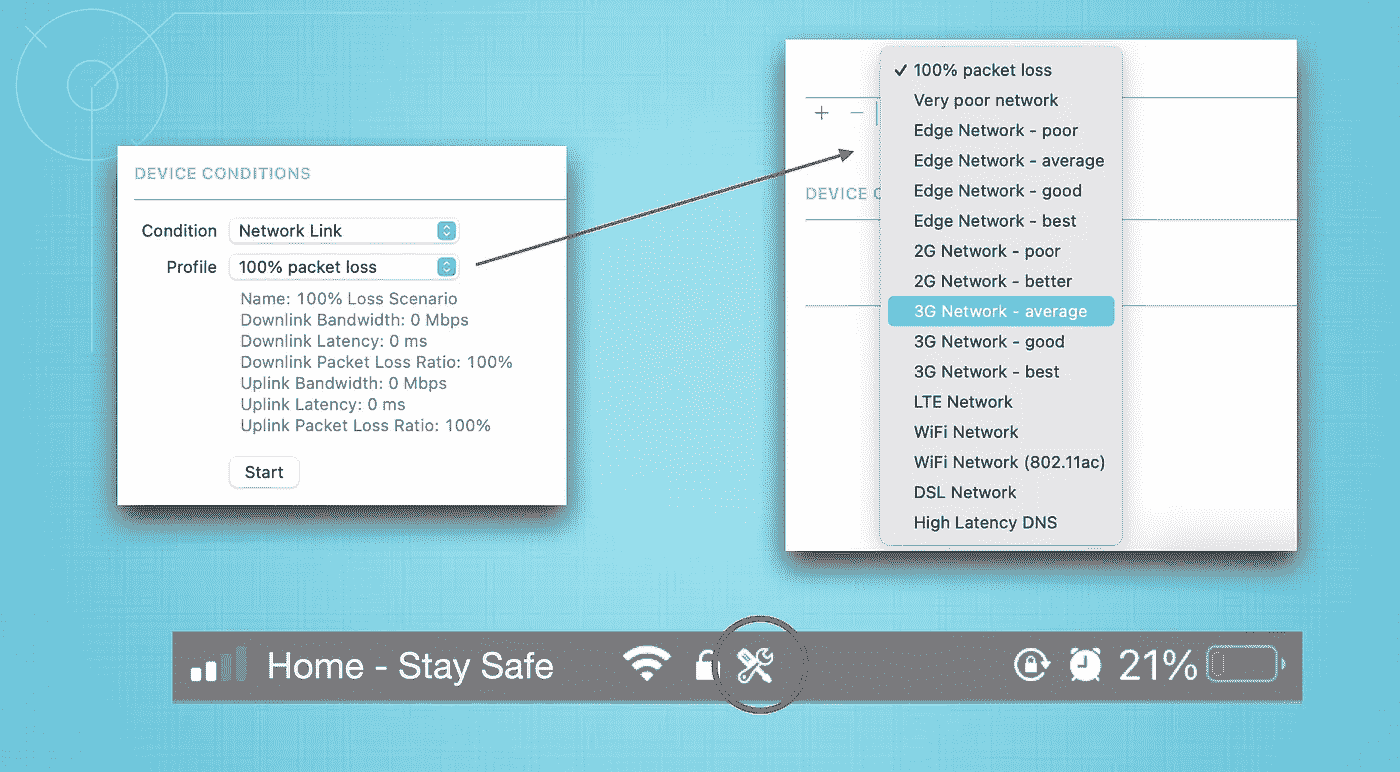 DEVICE CONDITIONS
Condition Network Link
Profile 100% packet loss
Name: 100% Loss Scenario
Downlink Bandwidth: 0 Mbps
Downlink Latency: 0 ms
Downlink Packet Loss Ratio: 100%
Uplink Bandwidth: 0 Mbps
Uplink Latency: 0 ms
Uplink Packet Loss Ratio: 100%
Start
✓ 100% packet loss
Very poor network
+ −
Edge Network - poor
Edge Network - average
DEVICE C
Edge Network - good
Edge Network - best
2G Network - poor
2G Network - better
3G Network - average
3G Network - good
3G Network - best
LTE Network
WiFi Network
WiFi Network (802.11ac)
DSL Network
High Latency DNS
Home - Stay Safe 21%